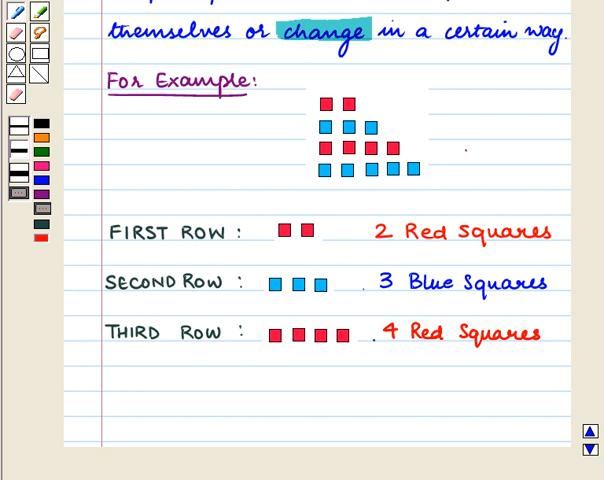 themselves or change in a certain way.
For Example:
FIRST ROW: 2 Red Squares
SECOND ROW: 3 Blue Squares
THIRD ROW: 4 Red Squares